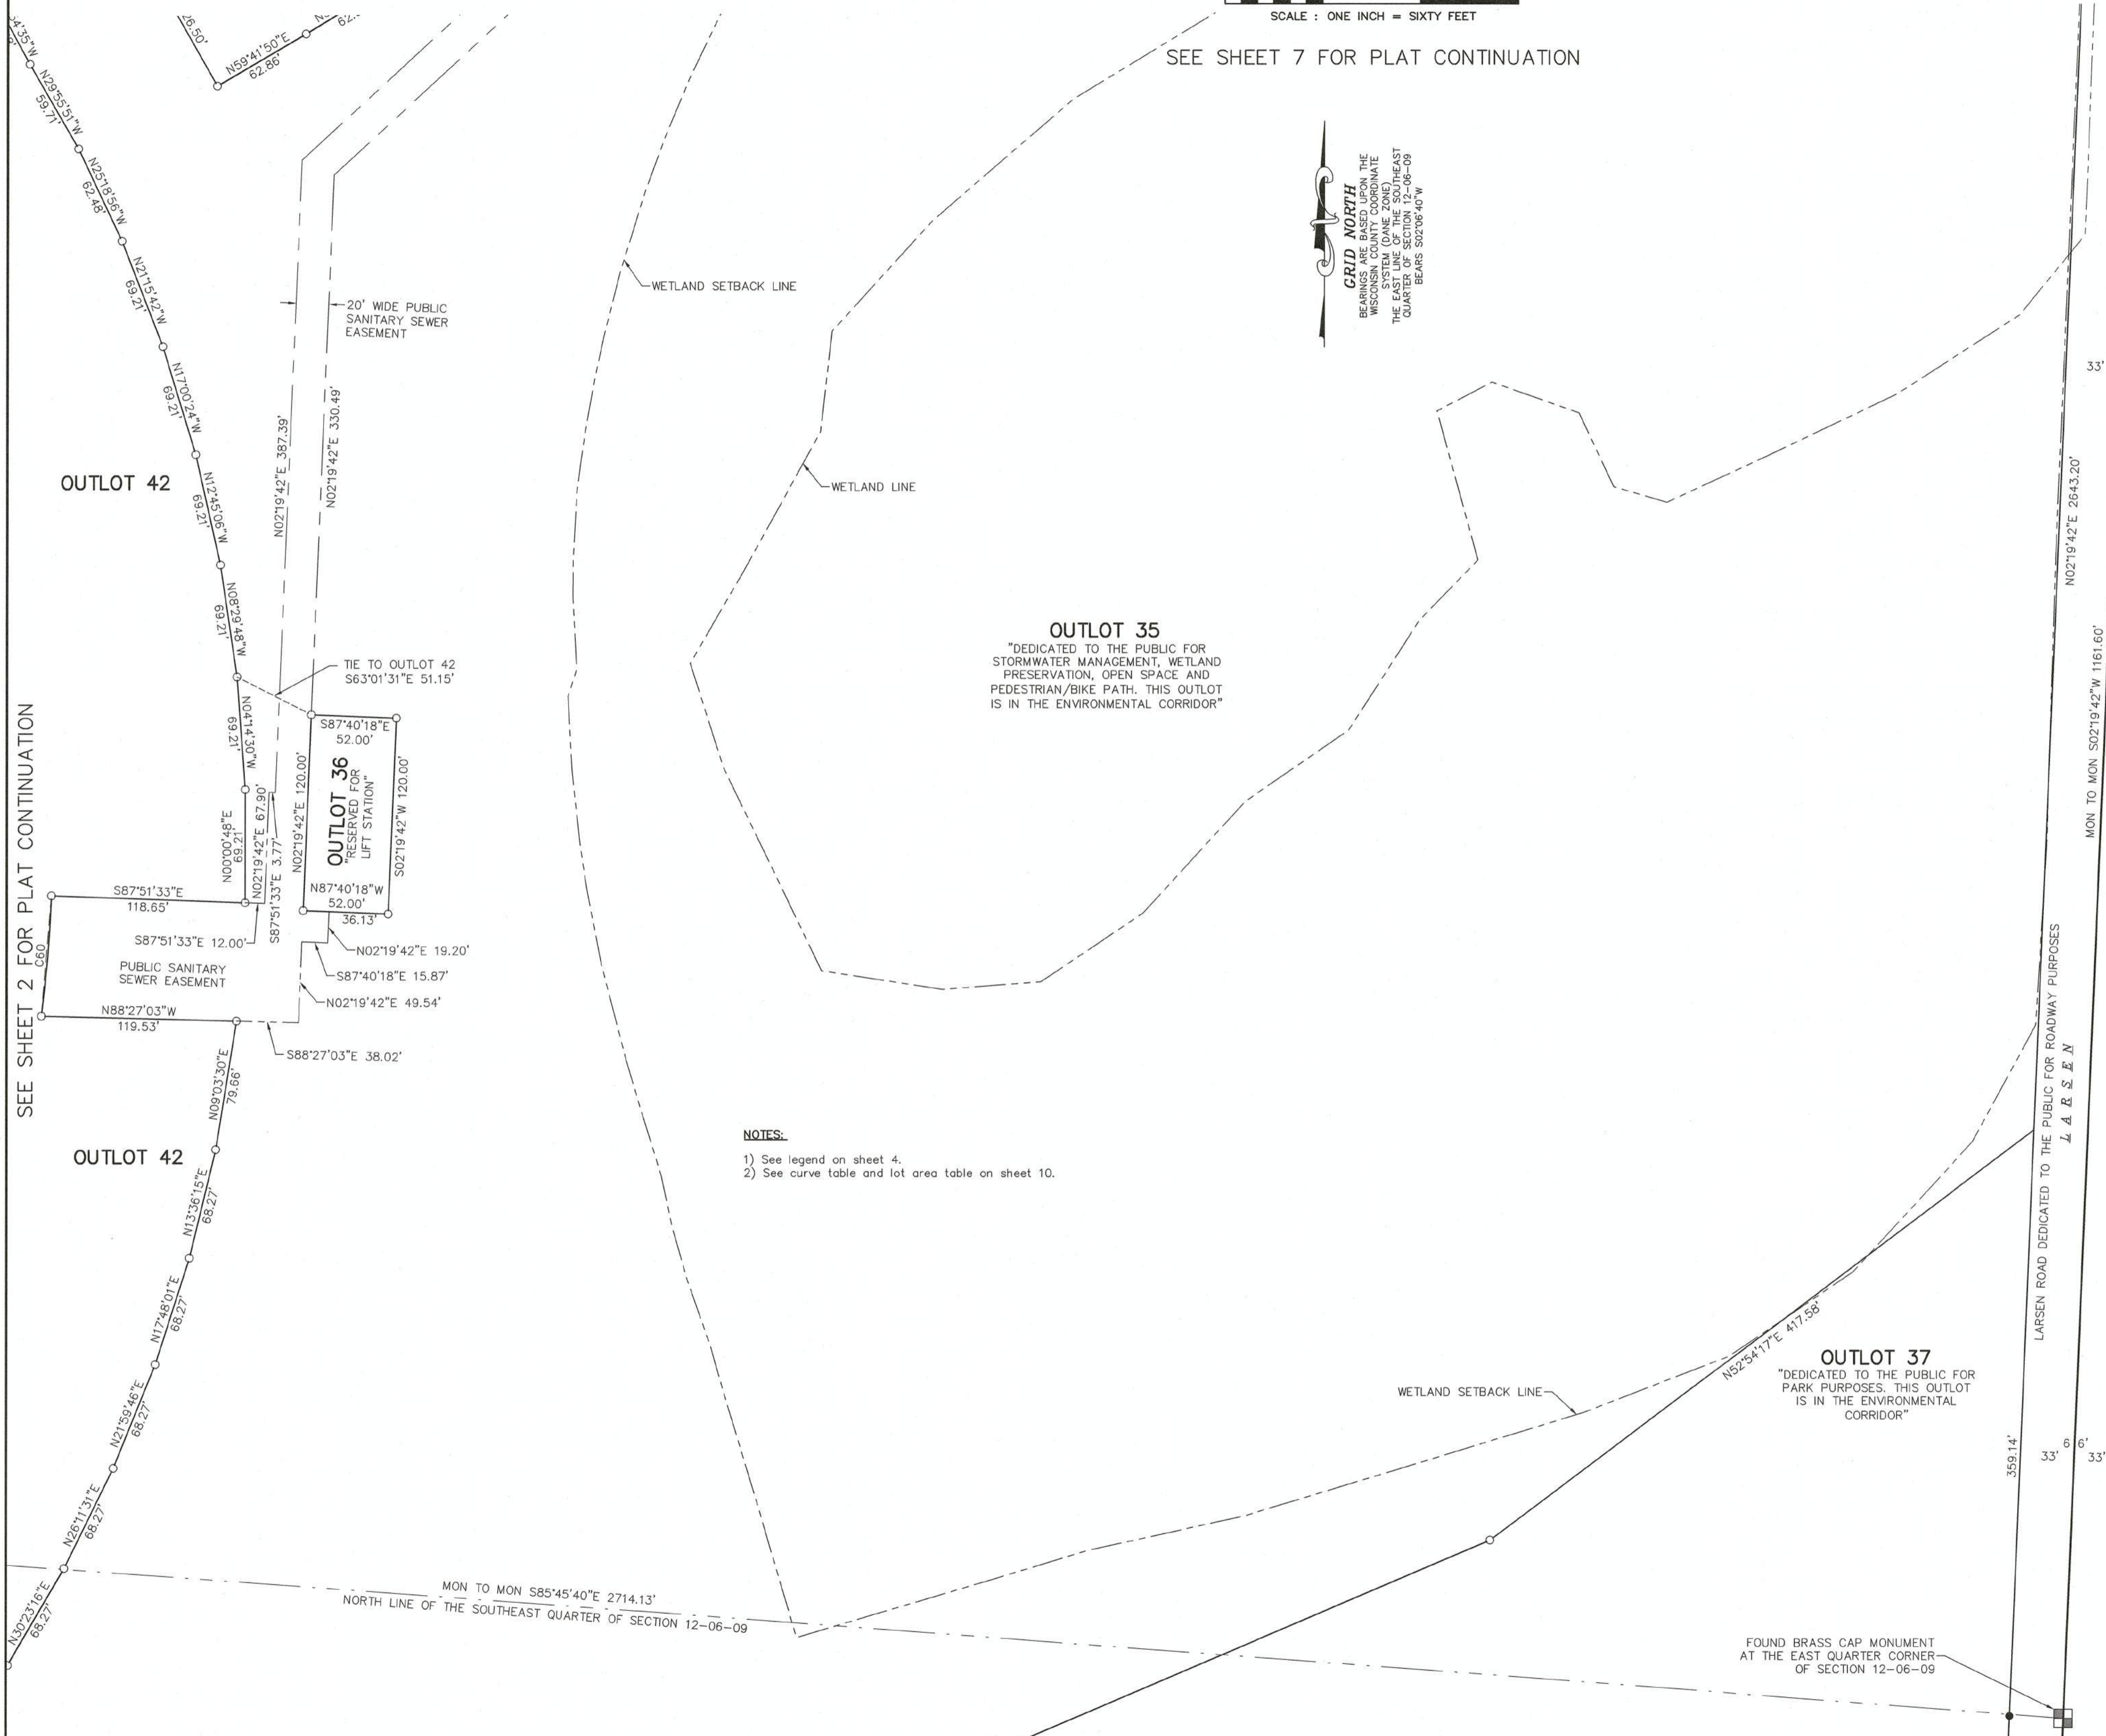 SCALE : ONE INCH = SIXTY FEET
SEE SHEET 7 FOR PLAT CONTINUATION
26.50'
N59°41'50"E
62.86'
N29°55'51"W
59.71'
N25°18'56"W
62.48'
N21°15'42"W
69.21'
N17°00'24"W
69.21'
N12°45'06"W
69.21'
N08°29'48"W
69.21'
N04°14'30"W
69.21'
N00°00'48"E
69.21'
OUTLOT 42
20' WIDE PUBLIC
SANITARY SEWER
EASEMENT
N02°19'42"E 387.39'
N02°19'42"E 330.49'
WETLAND SETBACK LINE
WETLAND LINE
GRID NORTH
BEARINGS ARE BASED UPON THE
WISCONSIN COUNTY COORDINATE
SYSTEM (DANE ZONE)
THE EAST LINE OF THE SOUTHEAST
QUARTER OF SECTION 12-06-09
BEARS S02°06'40"W
33'
N02°19'42"E 2643.20'
MON TO MON S02°19'42"W 1161.60'
OUTLOT 35
"DEDICATED TO THE PUBLIC FOR
STORMWATER MANAGEMENT, WETLAND
PRESERVATION, OPEN SPACE AND
PEDESTRIAN/BIKE PATH. THIS OUTLOT
IS IN THE ENVIRONMENTAL CORRIDOR"
TIE TO OUTLOT 42
S63°01'31"E 51.15'
S87°40'18"E
52.00'
N02°19'42"E 120.00'
OUTLOT 36
"RESERVED FOR
LIFT STATION"
S02°19'42"W 120.00'
N87°40'18"W
52.00'
36.13'
N02°19'42"E 67.90'
S87°51'33"E 3.77'
SEE SHEET 2 FOR PLAT CONTINUATION
S87°51'33"E
118.65'
C60
S87°51'33"E 12.00'
PUBLIC SANITARY
SEWER EASEMENT
N88°27'03"W
119.53'
N02°19'42"E 19.20'
S87°40'18"E 15.87'
N02°19'42"E 49.54'
S88°27'03"E 38.02'
N09°03'30"E
79.66'
OUTLOT 42
N13°36'15"E
68.27'
N17°48'01"E
68.27'
N21°59'46"E
68.27'
N26°11'31"E
68.27'
N30°23'16"E
68.27'
NOTES:
1) See legend on sheet 4.
2) See curve table and lot area table on sheet 10.
LARSEN ROAD DEDICATED TO THE PUBLIC FOR ROADWAY PURPOSES
LARSEN
N52°54'17"E 417.58'
OUTLOT 37
"DEDICATED TO THE PUBLIC FOR
PARK PURPOSES. THIS OUTLOT
IS IN THE ENVIRONMENTAL
CORRIDOR"
WETLAND SETBACK LINE
359.14'
33'
66'
33'
MON TO MON S85°45'40"E 2714.13'
NORTH LINE OF THE SOUTHEAST QUARTER OF SECTION 12-06-09
FOUND BRASS CAP MONUMENT
AT THE EAST QUARTER CORNER
OF SECTION 12-06-09